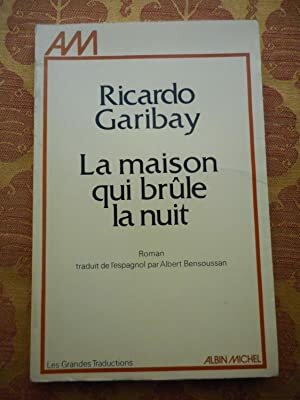 AM
Ricardo
Garibay
La maison
qui brûle
la nuit
Roman
traduit de l'espagnol par Albert Bensoussan
Les Grandes Traductions
ALBIN MICHEL